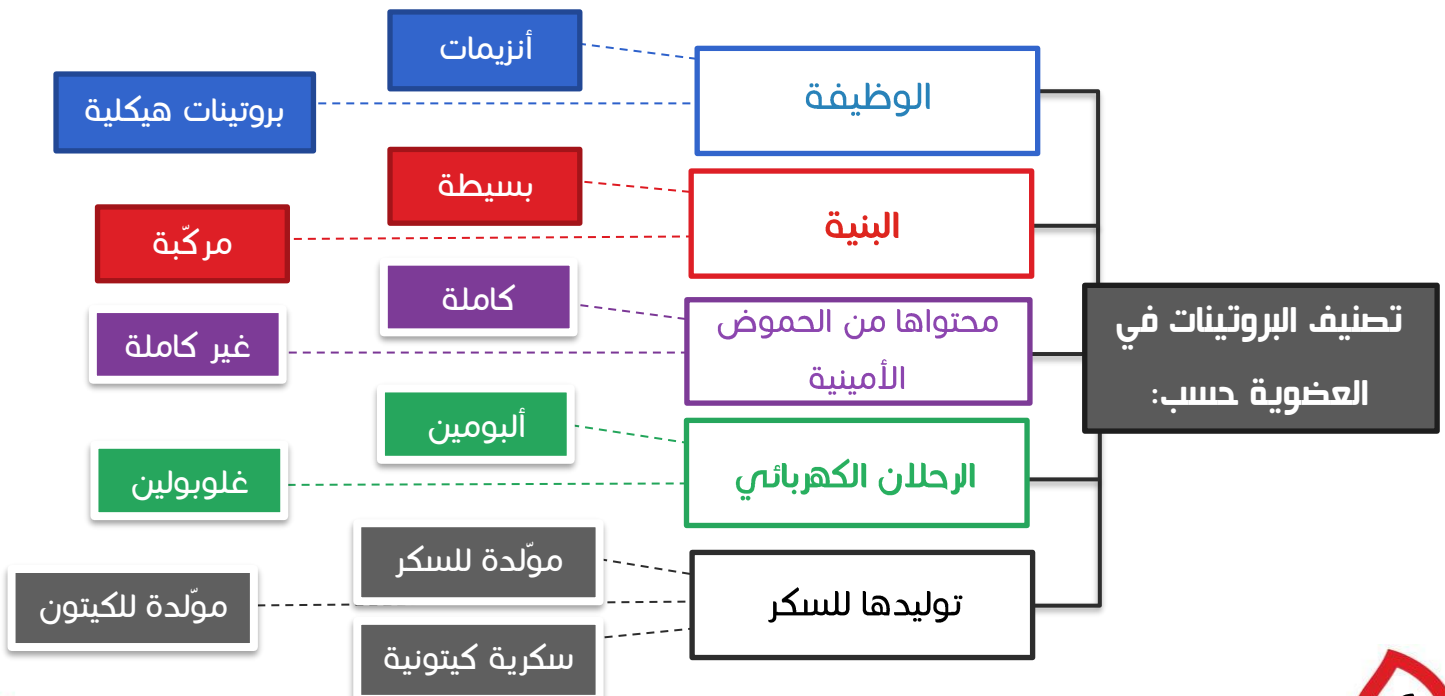 تصنيف البروتينات في
العضوية حسب:
الوظيفة
أنزيمات
بروتينات هيكلية
البنية
بسيطة
مركّبة
محتواها من الحموض
الأمينية
كاملة
غير كاملة
الرحلان الكهربائي
ألبومين
غلوبولين
توليدها للسكر
موّلدة للسكر
موّلدة للكيتون
سكرية كيتونية